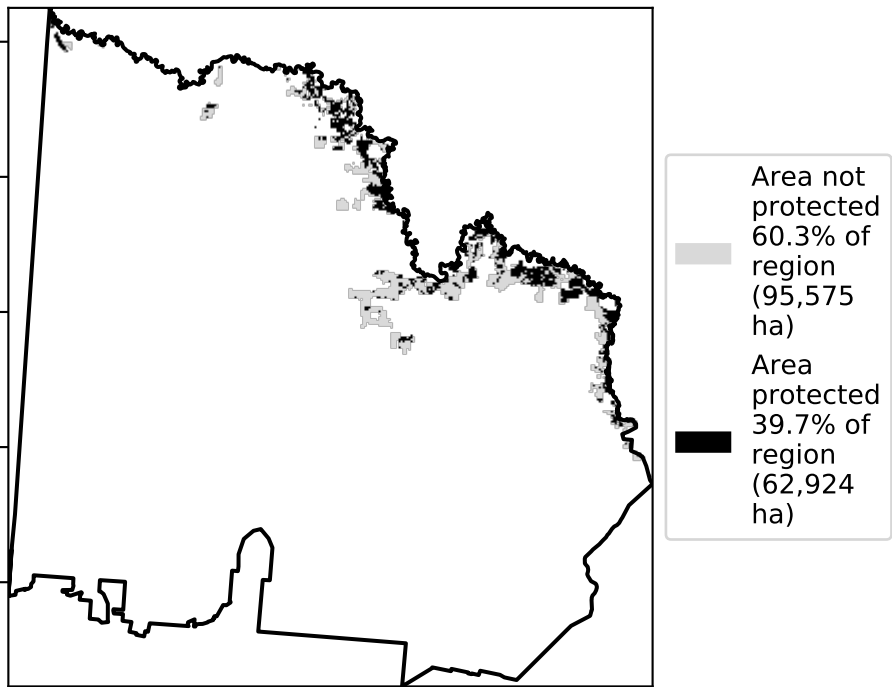 Area not
protected
60.3% of
region
(95,575
ha)
Area
protected
39.7% of
region
(62,924
ha)